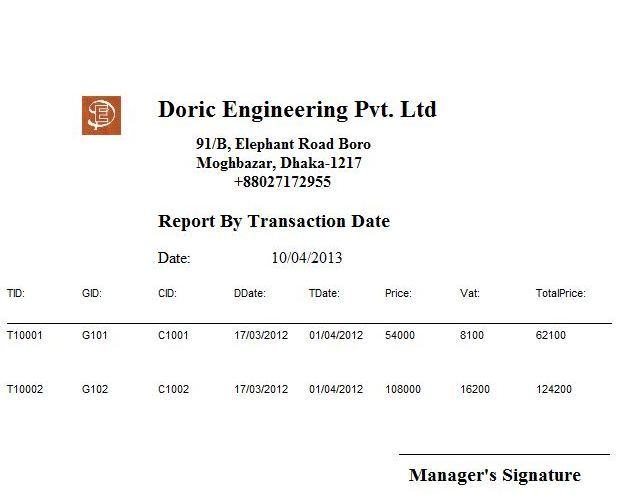 Doric Engineering Pvt. Ltd
91/B, Elephant Road Boro
Moghbazar, Dhaka-1217
+88027172955
Report By Transaction Date
Date: 10/04/2013
TID: GID: CID: DDate: TDate: Price: Vat: TotalPrice:
T10001 G101 C1001 17/03/2012 01/04/2012 54000 8100 62100
T10002 G102 C1002 17/03/2012 01/04/2012 108000 16200 124200
Manager's Signature